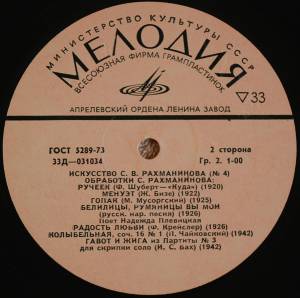 МИНИСТЕРСТВО КУЛЬТУРЫ СССР
МЕЛОДИЯ
ВСЕСОЮЗНАЯ ФИРМА ГРАМПЛАСТИНОК
АПРЕЛЕВСКИЙ ОРДЕНА ЛЕНИНА ЗАВОД
▽33
ГОСТ 5289-73
2 сторона
33Д—031034
Гр. 2. 1-00
ИСКУССТВО С. В. РАХМАНИНОВА (№ 4)
ОБРАБОТКИ С. РАХМАНИНОВА:
РУЧЕЕК (Ф. Шуберт—«Куда») (1920)
МЕНУЭТ (Ж. Бизе) (1922)
ГОПАК (М. Мусоргский) (1926)
БЕЛИЛИЦЫ, РУМЯНИЦЫ ВЫ МОИ
(русск. нар. песня) (1926)
Поет Надежда Плевицкая
РАДОСТЬ ЛЮБВИ (Крейслер) (1926)
КОЛЫБЕЛЬНАЯ, соч. 16 № 1 (П. Чайковский) (1942)
ГАВОТ И ЖИГА из Партиты № 3
для скрипки соло (И. С. Бах) (1942)